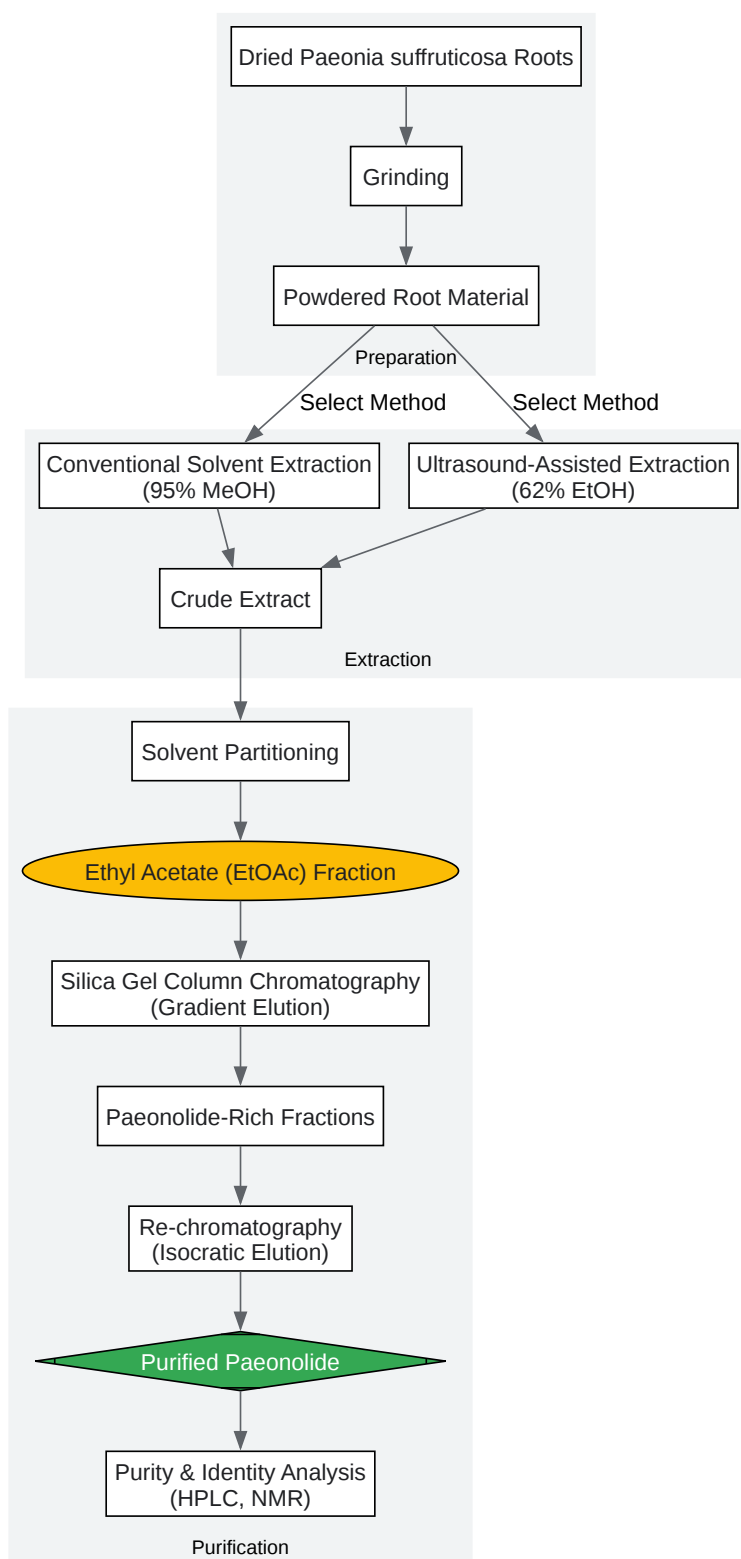 Dried Paeonia suffruticosa Roots
Grinding
Powdered Root Material
Preparation
Select Method
Select Method
Conventional Solvent Extraction
(95% MeOH)
Ultrasound-Assisted Extraction
(62% EtOH)
Crude Extract
Extraction
Solvent Partitioning
Ethyl Acetate (EtOAc) Fraction
Silica Gel Column Chromatography
(Gradient Elution)
Paeonolide-Rich Fractions
Re-chromatography
(Isocratic Elution)
Purified Paeonolide
Purity & Identity Analysis
(HPLC, NMR)
Purification